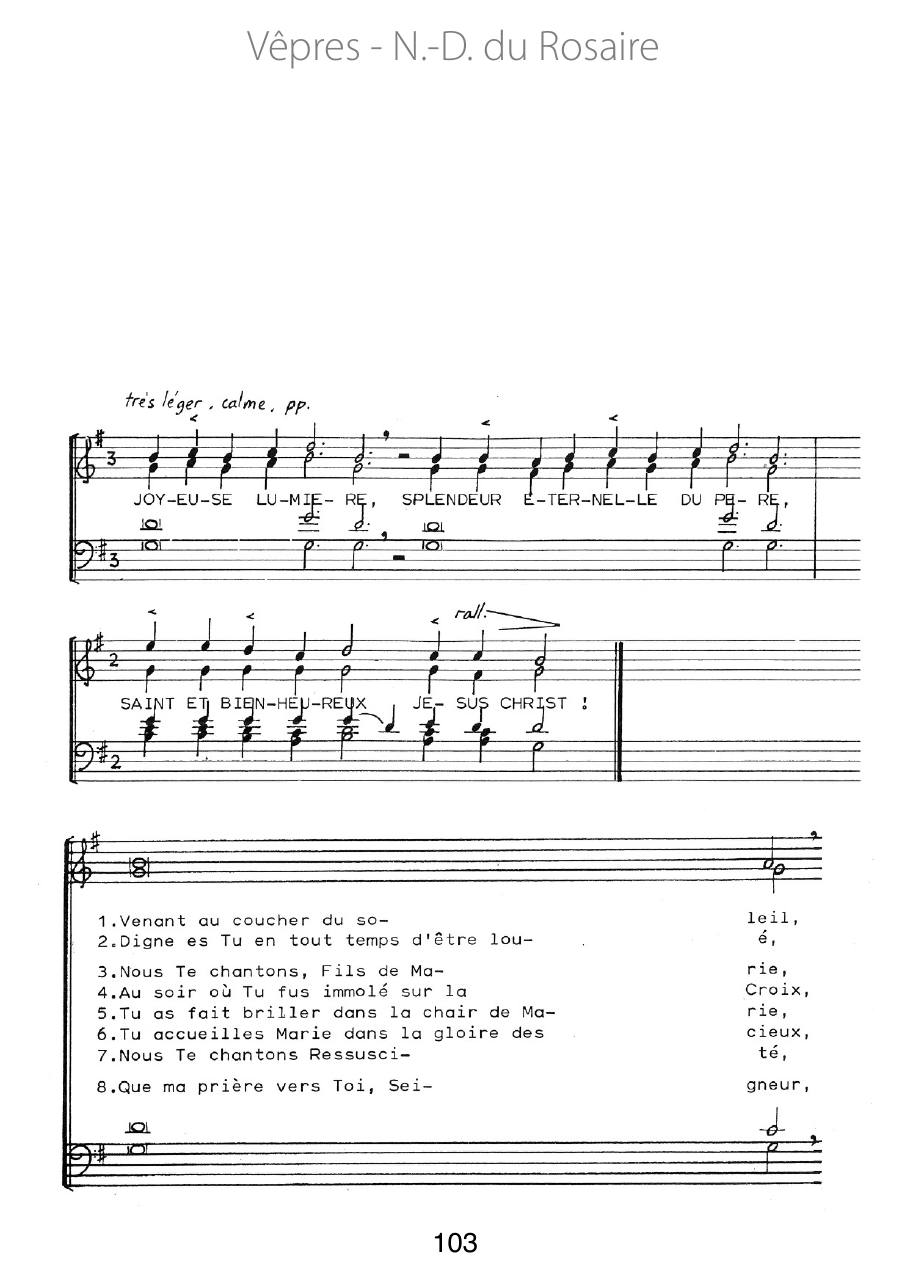 Vêpres - N.-D. du Rosaire
très léger, calme, pp.
JOY-EU-SE LU-MIE-RE, SPLENDEUR E-TER-NEL-LE DU PE-RE,
rall.
SAINT ET BIEN-HEU-REUX JE- SUS CHRIST !
1.Venant au coucher du so- leil,
2.Digne es Tu en tout temps d'être lou- é,
3.Nous Te chantons, Fils de Ma- rie,
4.Au soir où Tu fus immolé sur la Croix,
5.Tu as fait briller dans la chair de Ma- rie,
6.Tu accueilles Marie dans la gloire des cieux,
7.Nous Te chantons Ressusci- té,
8.Que ma prière vers Toi, Sei- gneur,
103